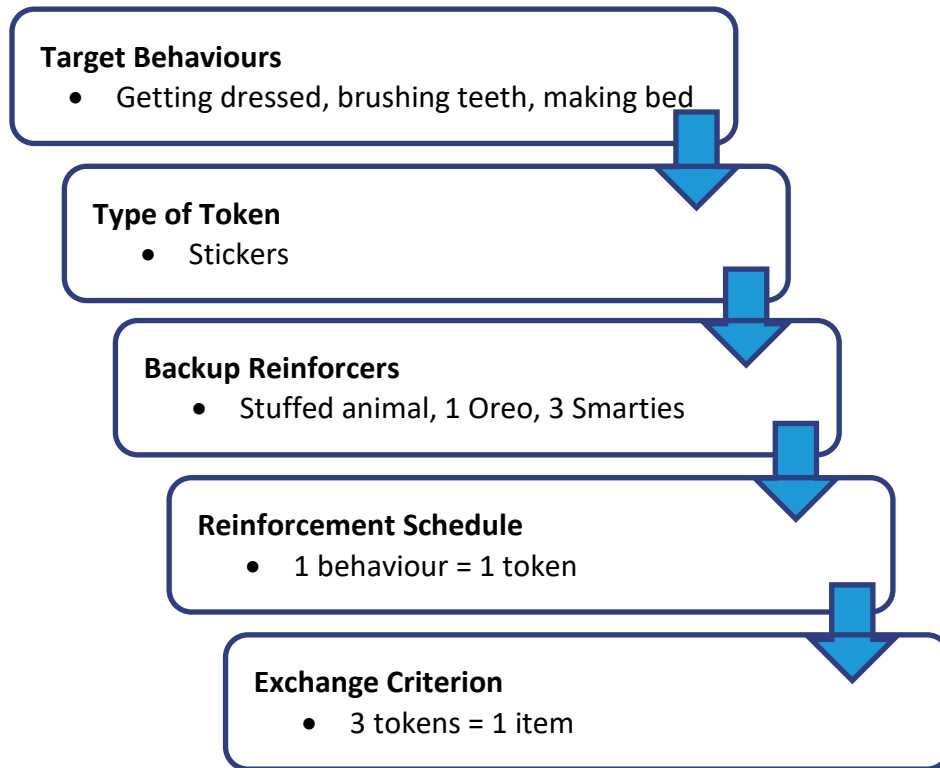 Target Behaviours
• Getting dressed, brushing teeth, making bed
Type of Token
• Stickers
Backup Reinforcers
• Stuffed animal, 1 Oreo, 3 Smarties
Reinforcement Schedule
• 1 behaviour = 1 token
Exchange Criterion
• 3 tokens = 1 item